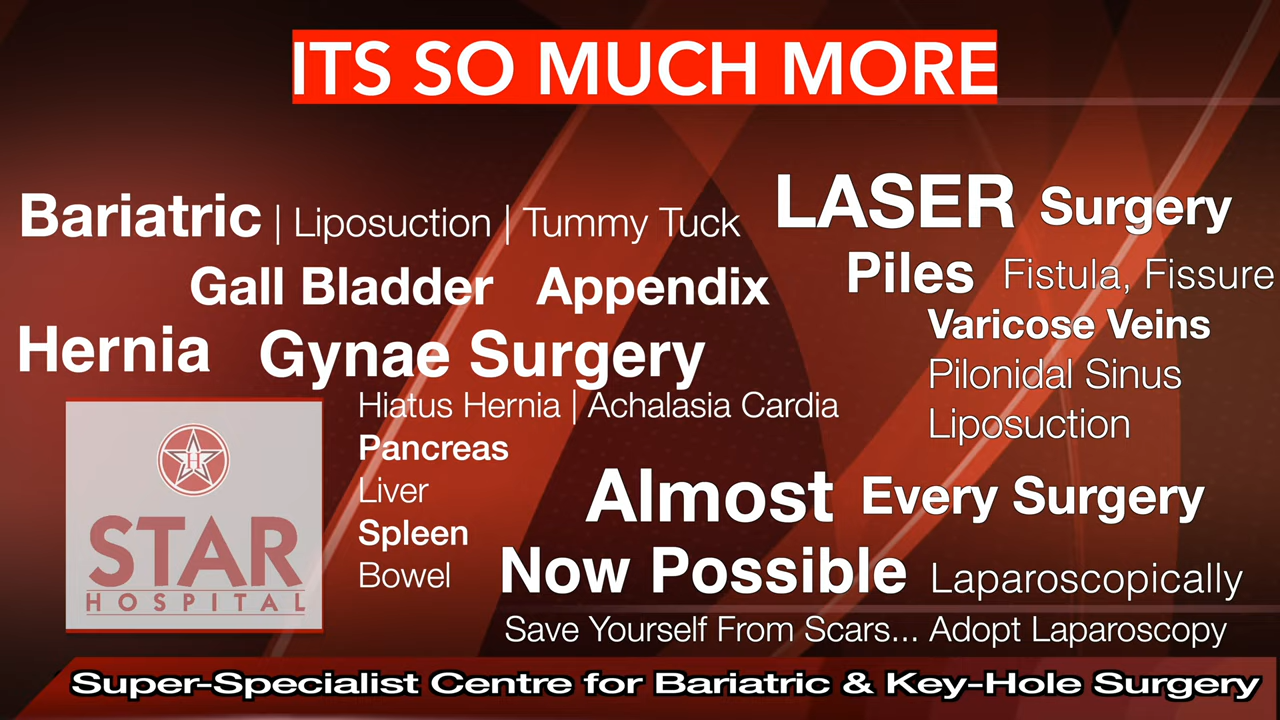 ITS SO MUCH MORE
Bariatric | Liposuction | Tummy Tuck
Gall Bladder Appendix
Hernia Gynae Surgery
Hiatus Hernia | Achalasia Cardia
Pancreas
Liver
Spleen
Bowel
LASER Surgery
Piles Fistula, Fissure
Varicose Veins
Pilonidal Sinus
Liposuction
Almost Every Surgery
Now Possible Laparoscopically
Save Yourself From Scars... Adopt Laparoscopy
H
STAR
HOSPITAL
Super-Specialist Centre for Bariatric & Key-Hole Surgery